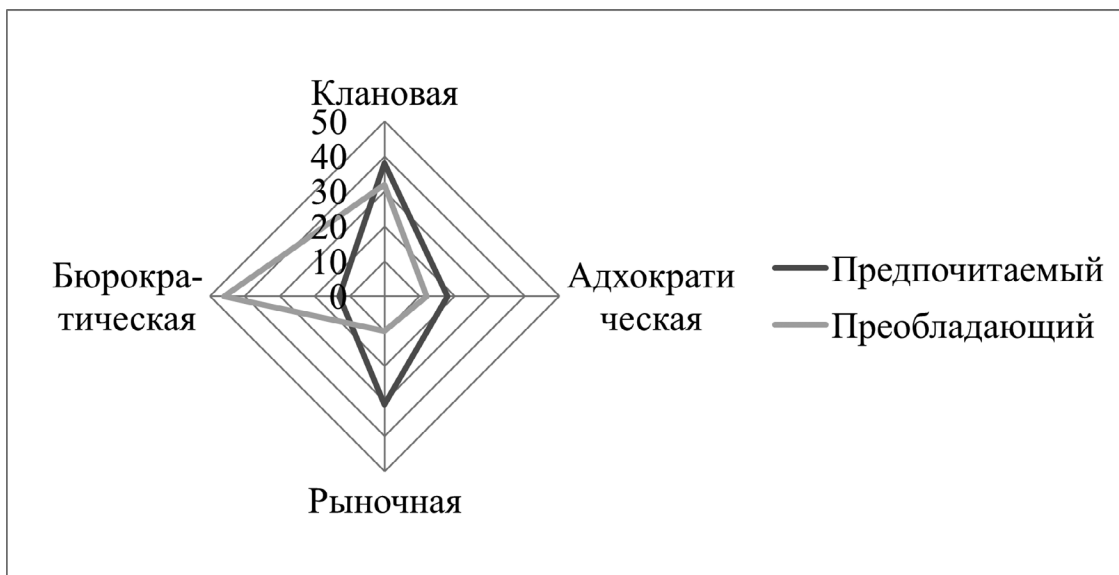 Клановая
50
40
30
20
10
0
Бюрокра-
тическая
Адхократи
ческая
Рыночная
Предпочитаемый
Преобладающий